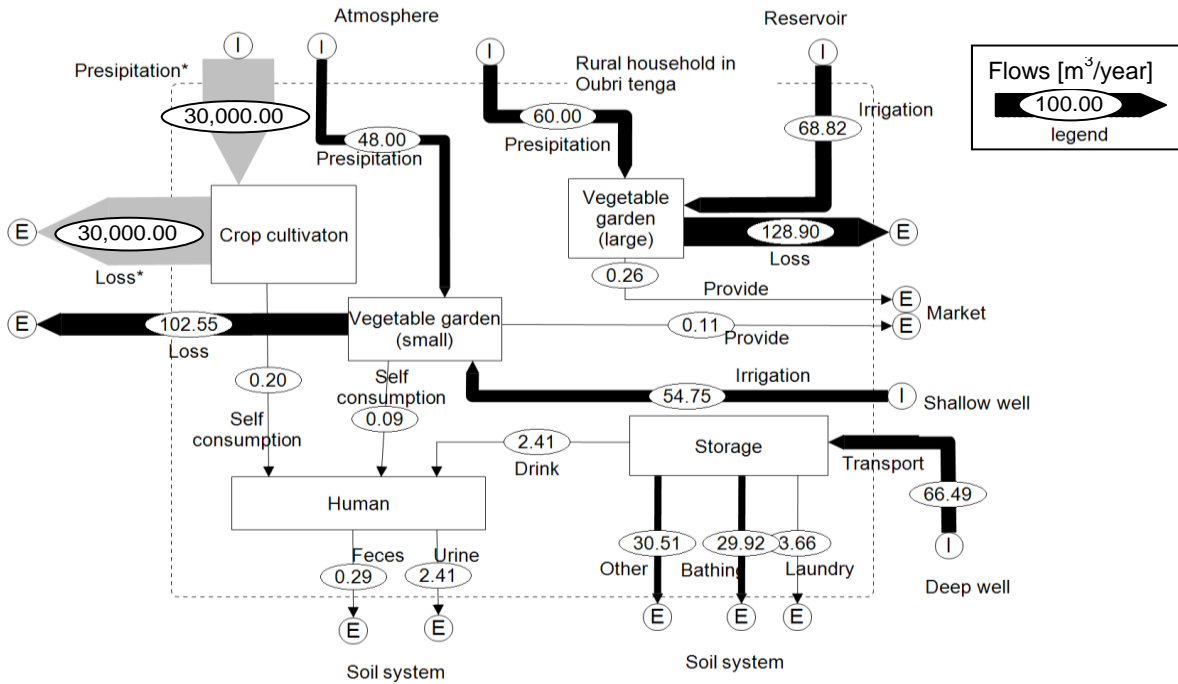 Atmosphere
Reservoir
I
I
I
I
Presipitation*
Rural household in
Oubri tenga
Flows [m³/year]
100.00
legend
30,000.00
48.00
Presipitation
60.00
Presipitation
Irrigation
68.82
Crop cultivaton
Vegetable
garden
(large)
E
30,000.00
Loss*
128.90
E
Loss
0.26
Provide
E
Market
E
102.55
Loss
Vegetable garden
(small)
0.11
Provide
E
0.20
Self
consumption
Self
consumption
0.09
Irrigation
54.75
I
Shallow well
2.41
Drink
Storage
Transport
66.49
Human
I
Deep well
Feces
0.29
Urine
2.41
30.51
Other
29.92
Bathing
3.66
Laundry
E
E
E
E
E
Soil system
Soil system